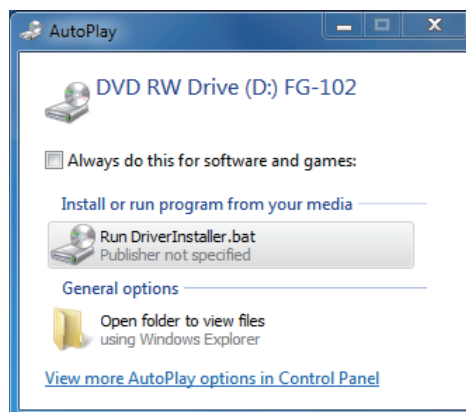 AutoPlay
DVD RW Drive (D:) FG-102
Always do this for software and games:
Install or run program from your media
Run DriverInstaller.bat
Publisher not specified
General options
Open folder to view files
using Windows Explorer
View more AutoPlay options in Control Panel